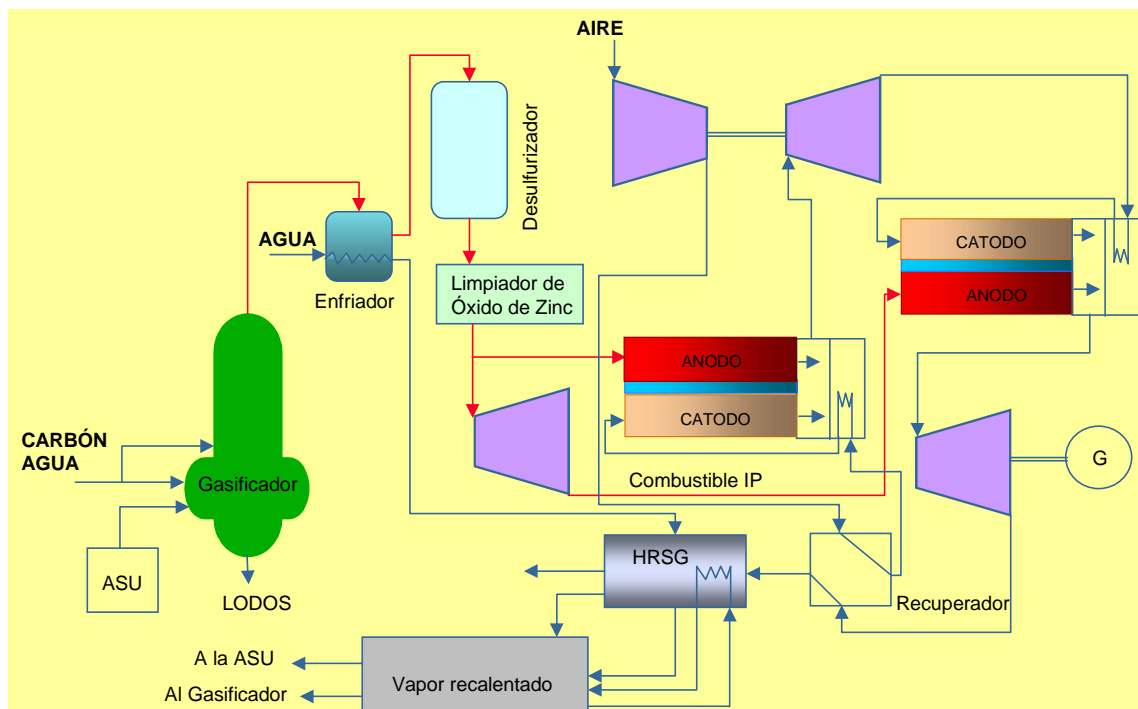 AIRE
Desulfurizador
AGUA
Enfriador
Limpiador de
Óxido de Zinc
CATODO
ANODO
ANODO
CATODO
CARBÓN
AGUA
Gasificador
Combustible IP
G
ASU
LODOS
HRSG
Recuperador
A la ASU
Al Gasificador
Vapor recalentado